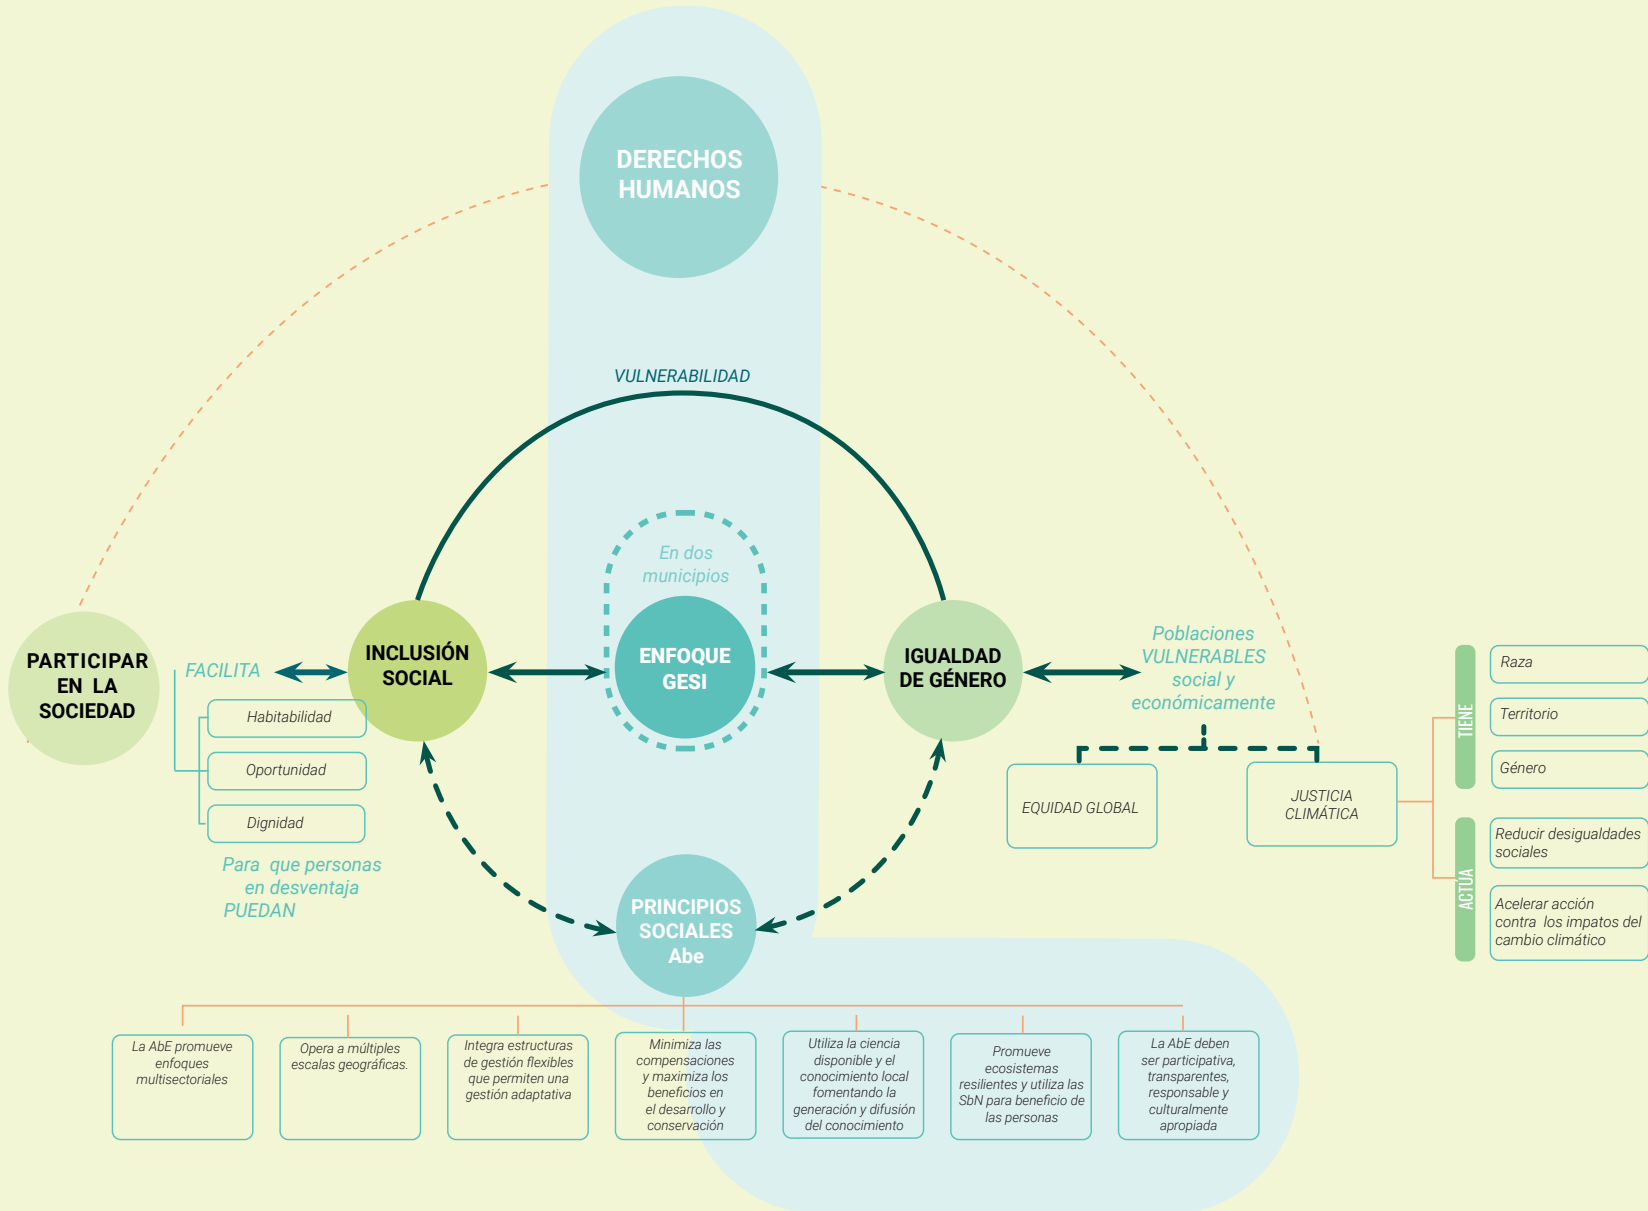 DERECHOS
HUMANOS
VULNERABILIDAD
En dos
municipios
PARTICIPAR
EN LA
SOCIEDAD
FACILITA
INCLUSIÓN
SOCIAL
ENFOQUE
GESI
IGUALDAD
DE GÉNERO
Poblaciones
VULNERABLES
social y
económicamente
Habitabilidad
Oportunidad
Dignidad
Para que personas
en desventaja
PUEDAN
EQUIDAD GLOBAL
JUSTICIA
CLIMÁTICA
TIENE
Raza
Territorio
Género
ACTUA
Reducir desigualdades
sociales
Acelerar acción
contra los impatos del
cambio climático
PRINCIPIOS
SOCIALES
Abe
La AbE promueve
enfoques
multisectoriales
Opera a múltiples
escalas geográficas.
Integra estructuras
de gestión flexibles
que permiten una
gestión adaptativa
Minimiza las
compensaciones
y maximiza los
beneficios en
el desarrollo y
conservación
Utiliza la ciencia
disponible y el
conocimiento local
fomentando la
generación y difusión
del conocimiento
Promueve
ecosistemas
resilientes y utiliza las
SbN para beneficio de
las personas
La AbE deben
ser participativa,
transparentes,
responsable y
culturalmente
apropiada